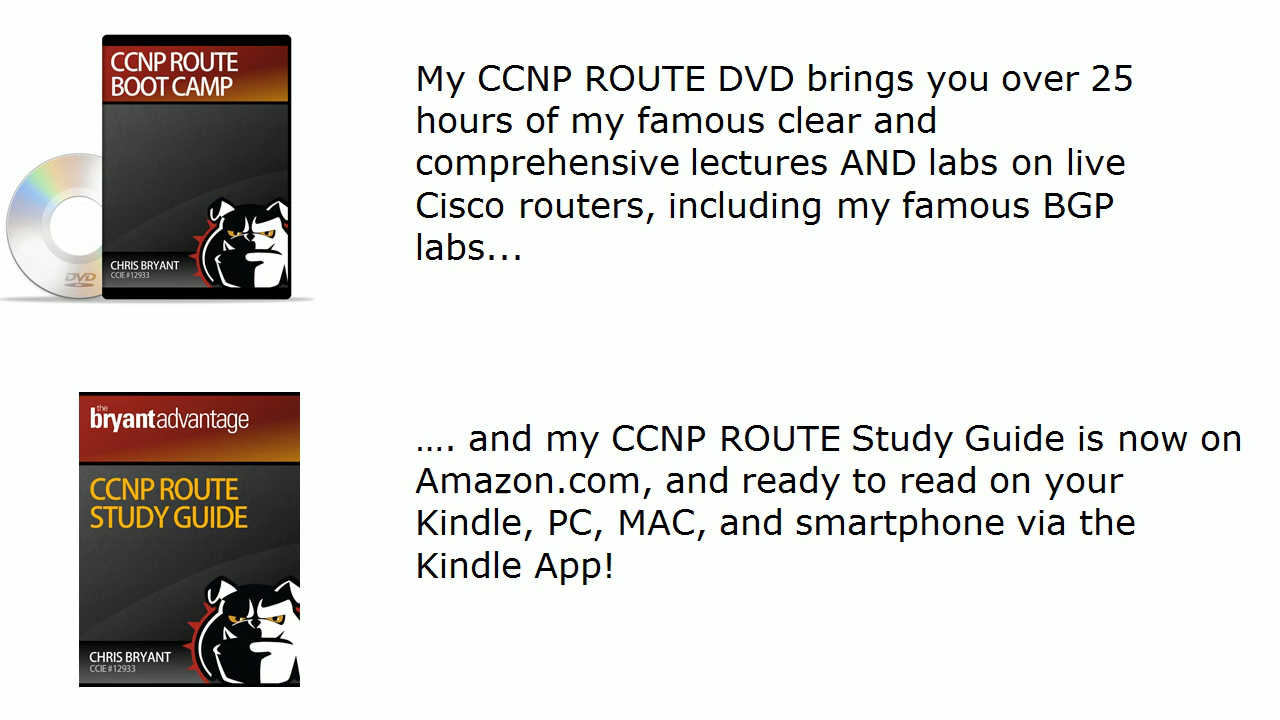 CCNP ROUTE
BOOT CAMP
CHRIS BRYANT
CCIE #12933
DVD
My CCNP ROUTE DVD brings you over 25
hours of my famous clear and
comprehensive lectures AND labs on live
Cisco routers, including my famous BGP
labs...
the
bryantadvantage
CCNP ROUTE
STUDY GUIDE
CHRIS BRYANT
CCIE #12933
…. and my CCNP ROUTE Study Guide is now on
Amazon.com, and ready to read on your
Kindle, PC, MAC, and smartphone via the
Kindle App!